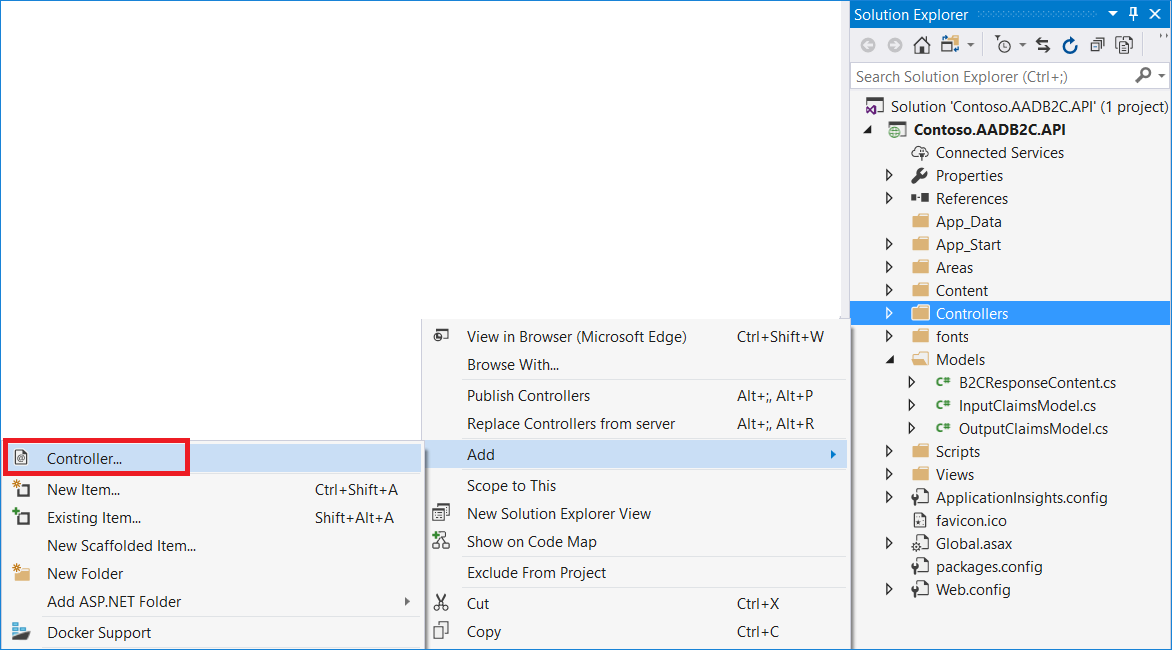 Solution Explorer
Search Solution Explorer (Ctrl+;)
Solution 'Contoso.AADB2C.API' (1 project)
Contoso.AADB2C.API
Connected Services
Properties
References
App_Data
App_Start
Areas
Content
Controllers
fonts
Models
C# B2CResponseContent.cs
C# InputClaimsModel.cs
C# OutputClaimsModel.cs
Scripts
Views
ApplicationInsights.config
favicon.ico
Global.asax
packages.config
Web.config
View in Browser (Microsoft Edge) Ctrl+Shift+W
Browse With...
Publish Controllers Alt+;, Alt+P
Replace Controllers from server Alt+;, Alt+R
Add
Scope to This
New Solution Explorer View
Show on Code Map
Exclude From Project
Cut Ctrl+X
Copy Ctrl+C
Controller...
New Item... Ctrl+Shift+A
Existing Item... Shift+Alt+A
New Scaffolded Item...
New Folder
Add ASP.NET Folder
Docker Support